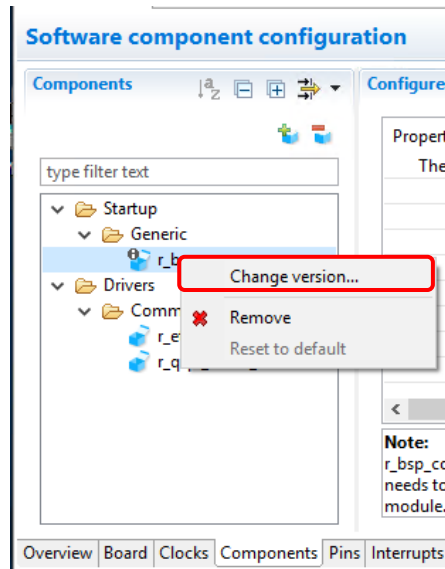 Software component configuration
Components
Configure
type filter text
Propert
The
Startup
Generic
r_b
Change version...
Drivers
Comm
Remove
r_e
Reset to default
r_q
Note:
r_bsp_co
needs to
module.
Overview Board Clocks Components Pins Interrupts